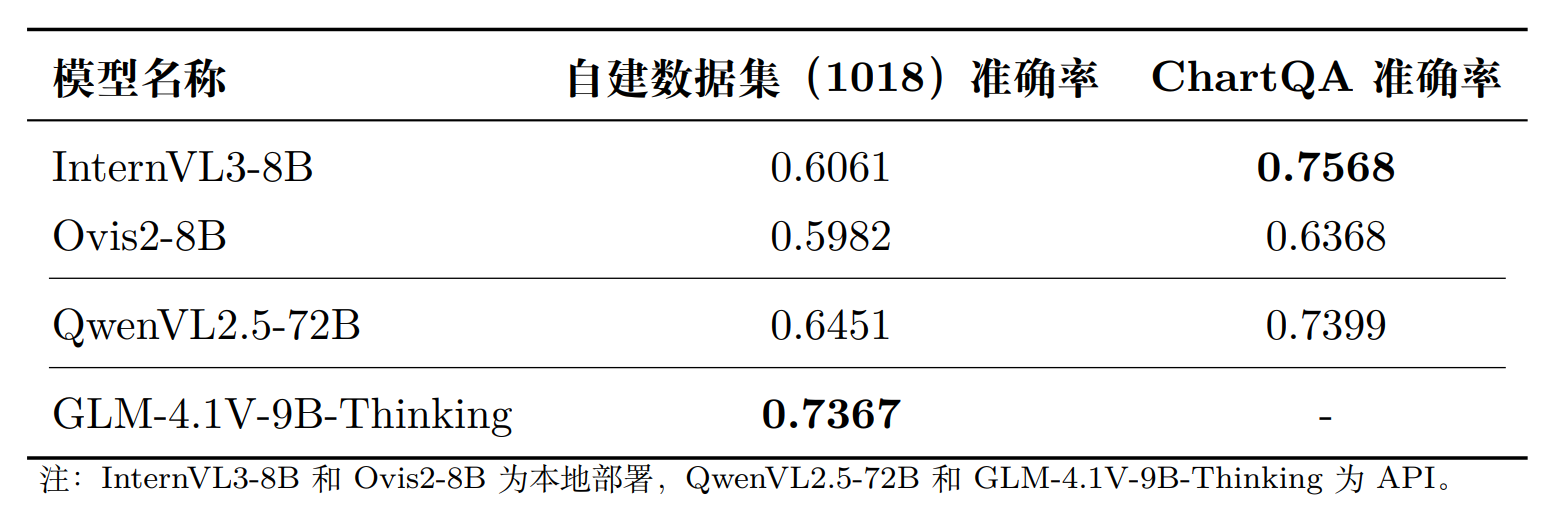 模型名称 自建数据集（1018）准确率 ChartQA 准确率
InternVL3-8B 0.6061 0.7568
Ovis2-8B 0.5982 0.6368
QwenVL2.5-72B 0.6451 0.7399
GLM-4.1V-9B-Thinking 0.7367 -
注：InternVL3-8B 和 Ovis2-8B 为本地部署，QwenVL2.5-72B 和 GLM-4.1V-9B-Thinking 为 API。